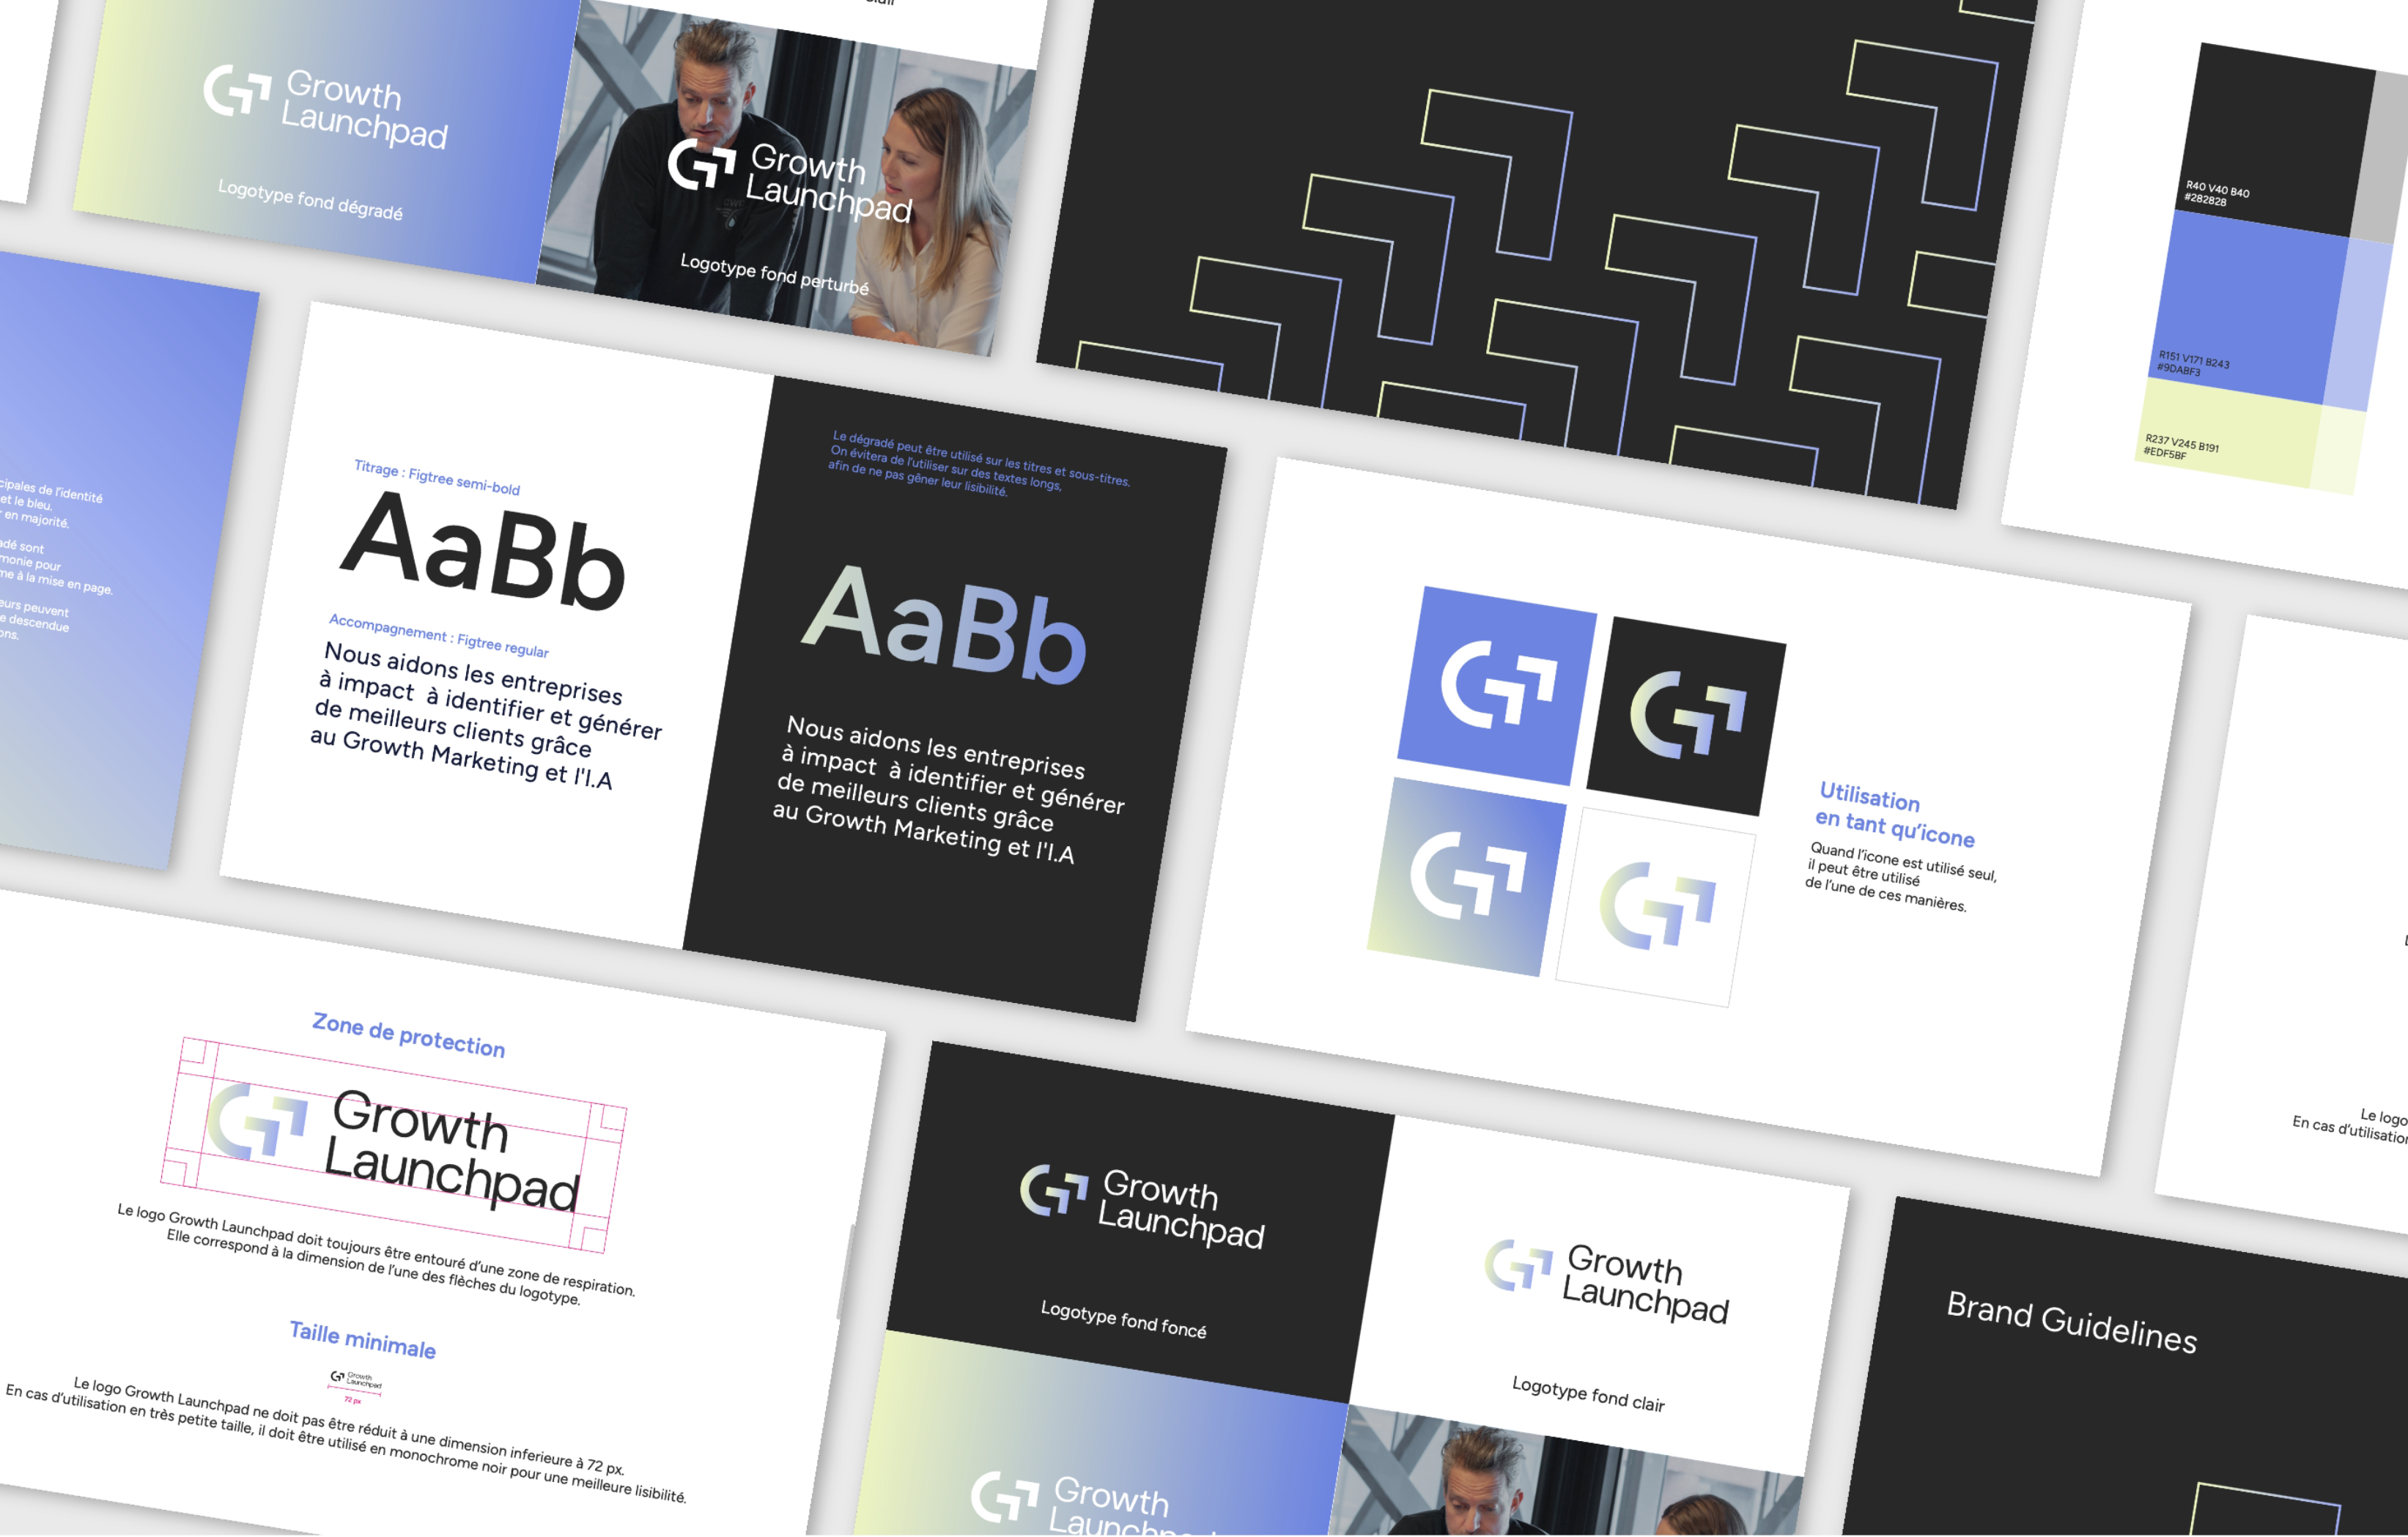 clair
Growth
Launchpad
Logotype fond dégradé
Growth
Launchpad
Logotype fond perturbé
R40 V40 B40
#282828
R151 V171 B243
#9DABF3
R237 V245 B191
#EDF5BF
cipales de l'identité
et le bleu.
en majorité.
adé sont
monie pour
me à la mise en page.
eurs peuvent
e descendue
ons.
Titrage : Figtree semi-bold
AaBb
Accompagnement : Figtree regular
Nous aidons les entreprises
à impact à identifier et générer
de meilleurs clients grâce
au Growth Marketing et l'I.A
Le dégradé peut être utilisé sur les titres et sous-titres.
On évitera de l'utiliser sur des textes longs,
afin de ne pas gêner leur lisibilité.
AaBb
Nous aidons les entreprises
à impact à identifier et générer
de meilleurs clients grâce
au Growth Marketing et l'I.A
Utilisation
en tant qu'icone
Quand l'icone est utilisé seul,
il peut être utilisé
de l'une de ces manières.
Le logo
En cas d'utilisation
Zone de protection
Growth
Launchpad
Le logo Growth Launchpad doit toujours être entouré d'une zone de respiration.
Elle correspond à la dimension de l'une des flèches du logotype.
Taille minimale
Growth
Launchpad
72 px
Le logo Growth Launchpad ne doit pas être réduit à une dimension inferieure à 72 px.
En cas d'utilisation en très petite taille, il doit être utilisé en monochrome noir pour une meilleure lisibilité.
Growth
Launchpad
Logotype fond foncé
Growth
Launchpad
Logotype fond clair
Growth
Launchpad
Brand Guidelines